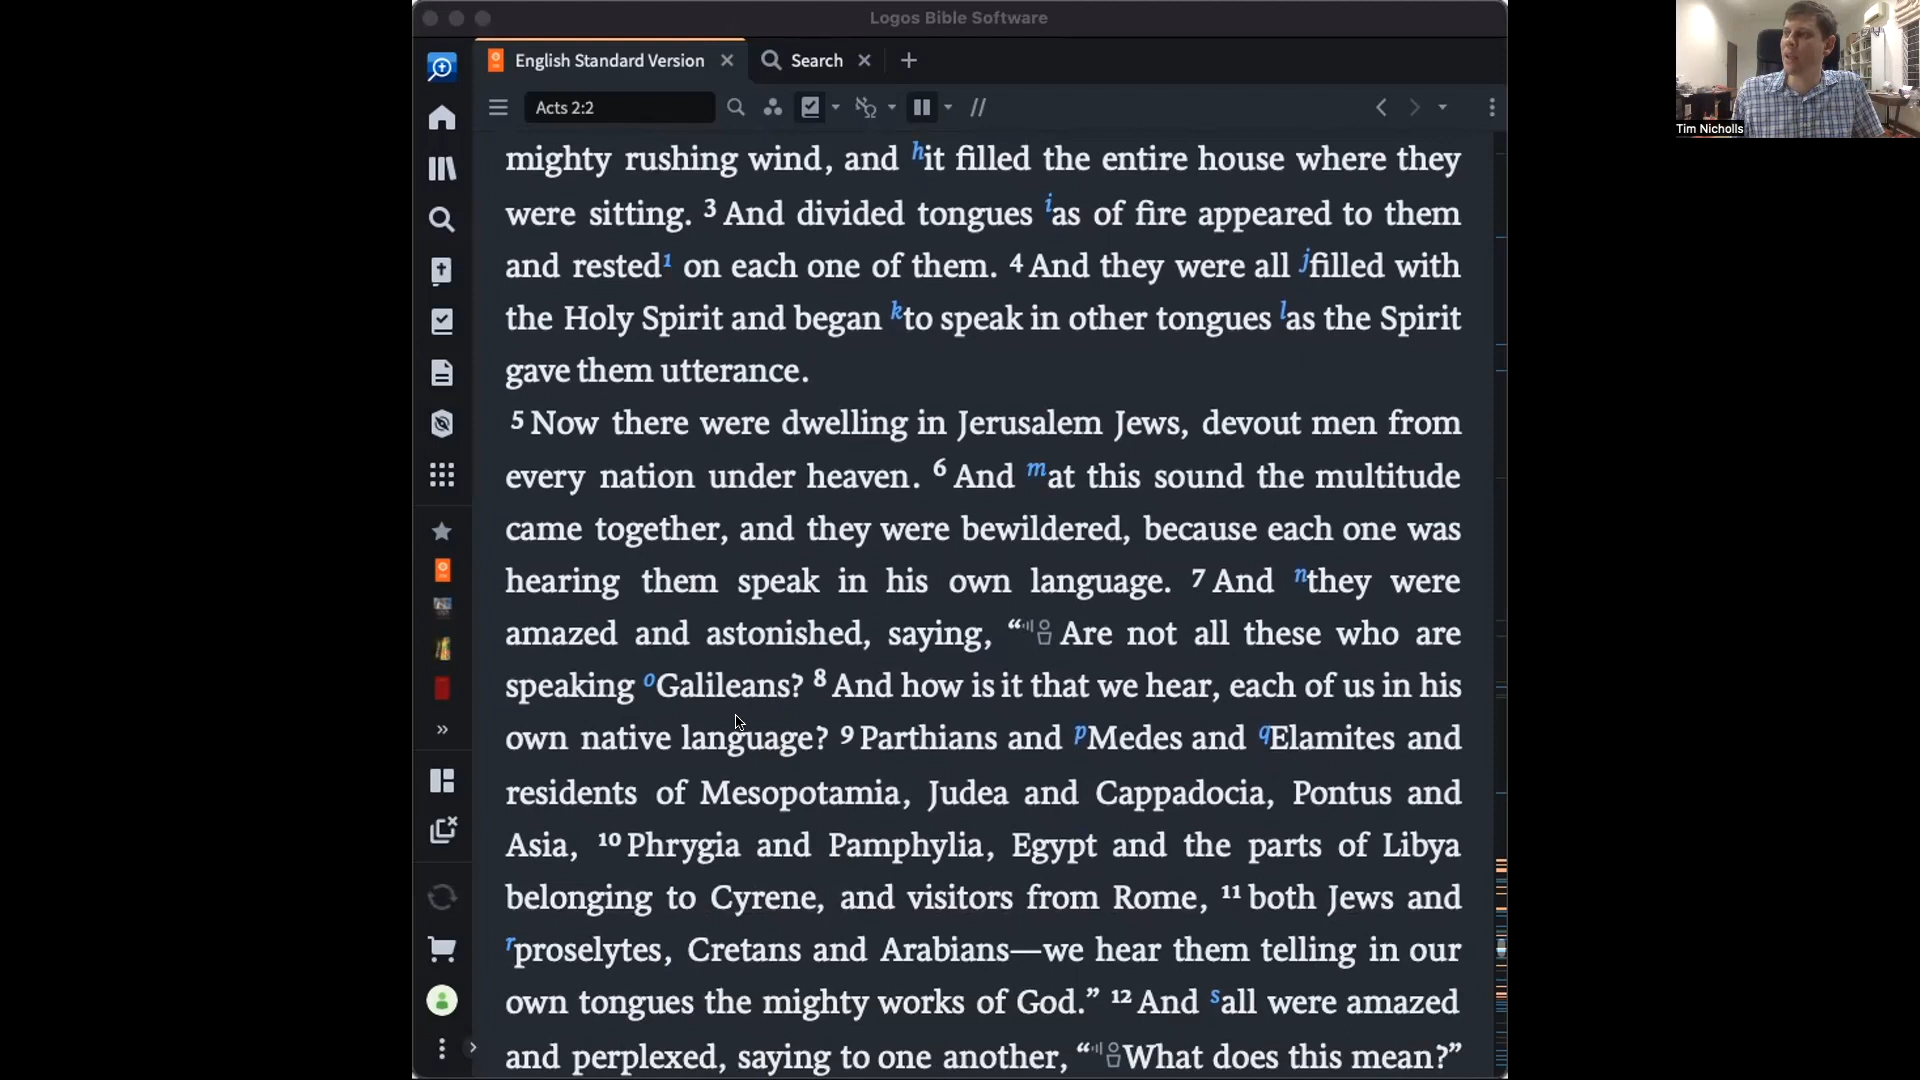 Logos Bible Software
English Standard Version
Search
Acts 2:2
Tim Nicholls
mighty rushing wind, and hit filled the entire house where they
were sitting. 3 And divided tongues ias of fire appeared to them
and rested1 on each one of them. 4 And they were all jfilled with
the Holy Spirit and began kto speak in other tongues las the Spirit
gave them utterance.
5 Now there were dwelling in Jerusalem Jews, devout men from
every nation under heaven. 6 And mat this sound the multitude
came together, and they were bewildered, because each one was
hearing them speak in his own language. 7 And nthey were
amazed and astonished, saying, “Are not all these who are
speaking oGalileans? 8 And how is it that we hear, each of us in his
own native language? 9 Parthians and pMedes and qElamites and
residents of Mesopotamia, Judea and Cappadocia, Pontus and
Asia, 10 Phrygia and Pamphylia, Egypt and the parts of Libya
belonging to Cyrene, and visitors from Rome, 11 both Jews and
rproselytes, Cretans and Arabians—we hear them telling in our
own tongues the mighty works of God.” 12 And sall were amazed
and perplexed, saying to one another, “What does this mean?”